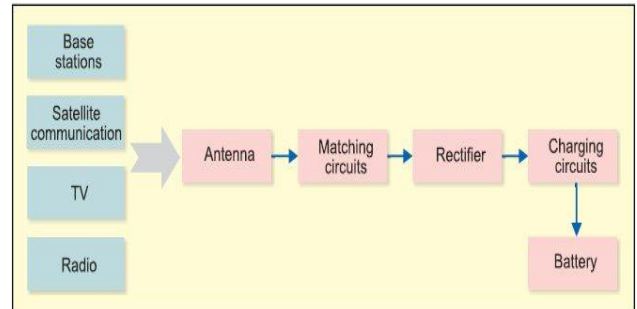 Base
stations
Satellite
communication
TV
Radio
Antenna
Matching
circuits
Rectifier
Charging
circuits
Battery